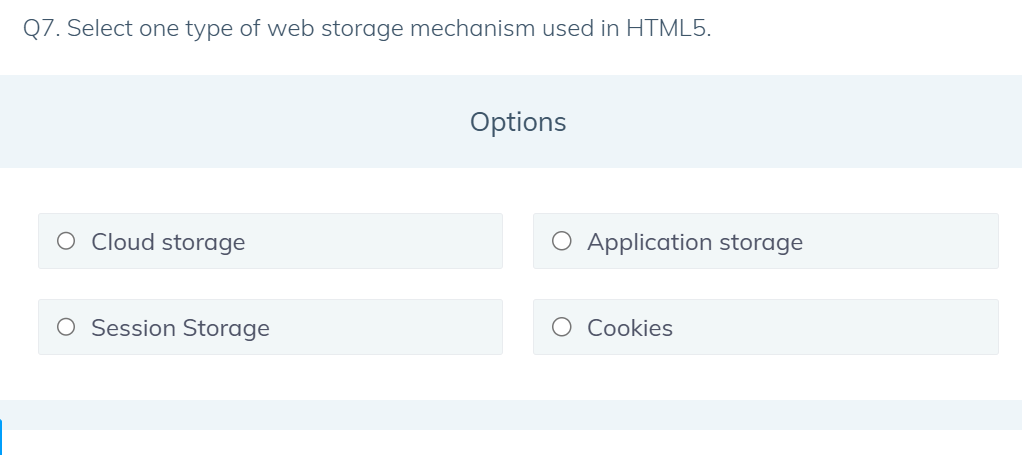 Q7. Select one type of web storage mechanism used in HTML5.
Options
Cloud storage
Application storage
Session Storage
Cookies